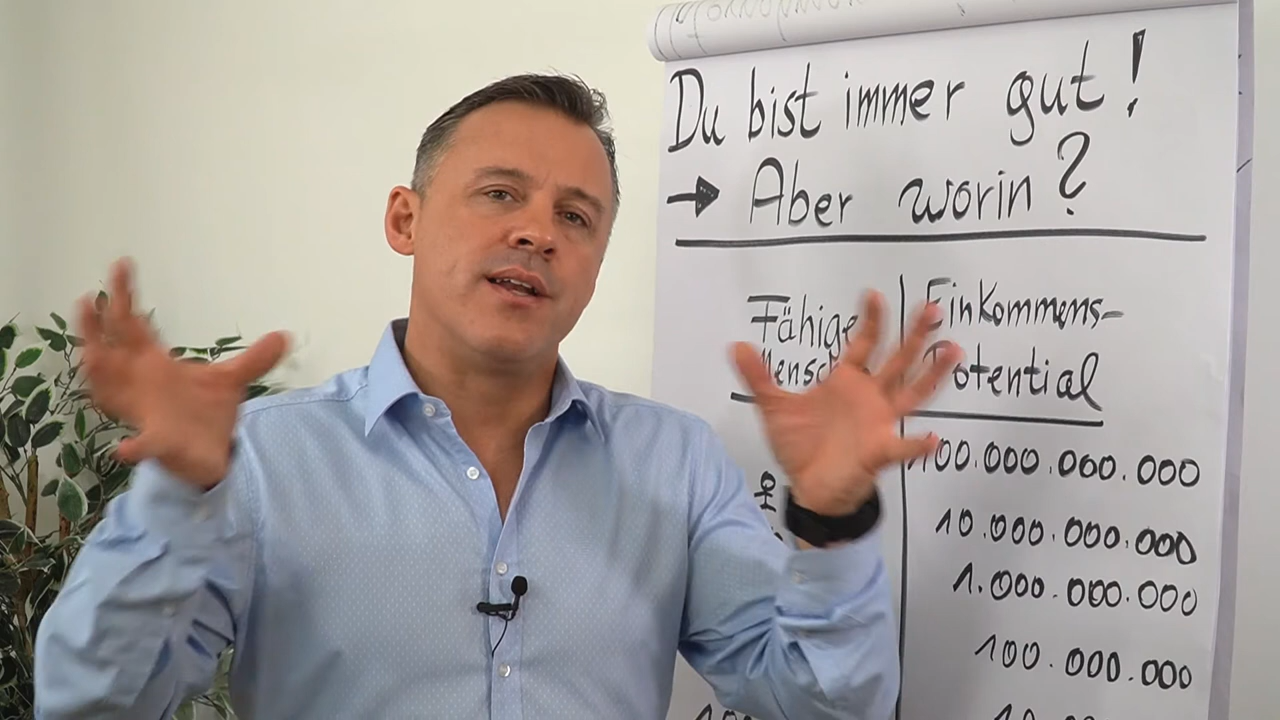 Du bist immer gut!
→ Aber worin?
Fähige
Einkommens-
Potential
100.000.000.000
10.000.000.000
1.000.000.000
100.000.000